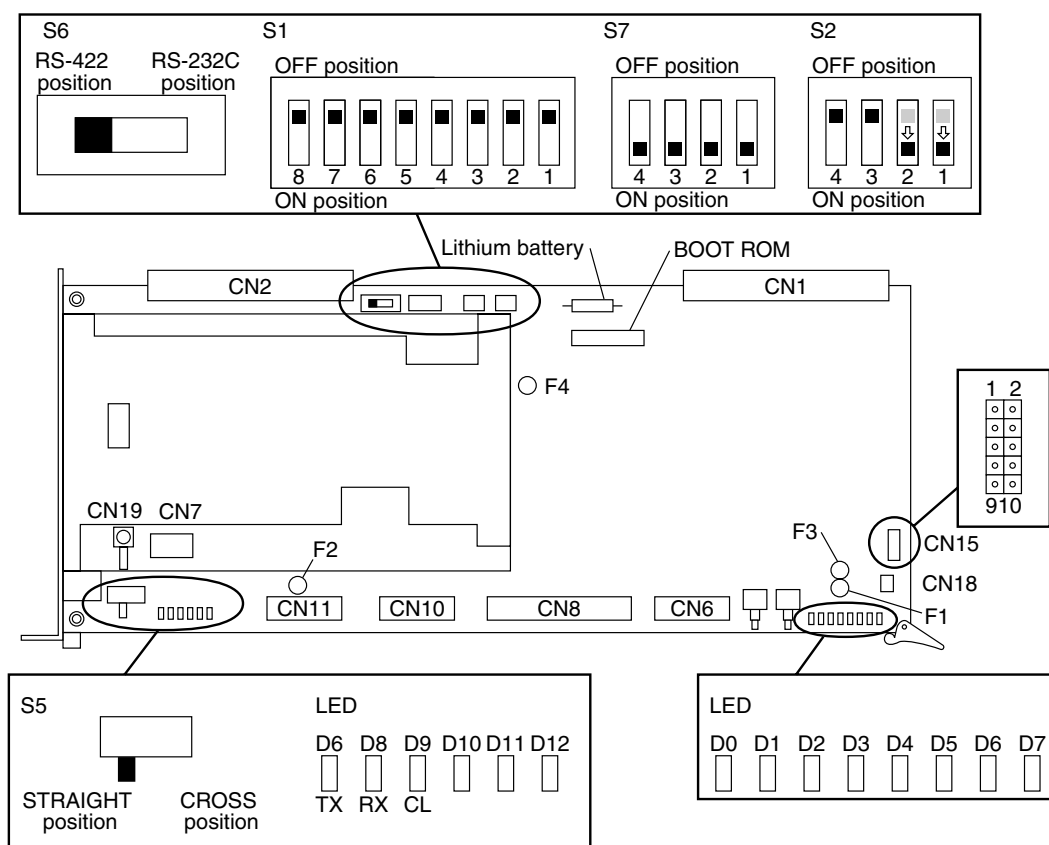 S6 S1 S7 S2
RS-422 position
RS-232C position
OFF position
8 7 6 5 4 3 2 1
ON position
OFF position
4 3 2 1
ON position
OFF position
4 3 2 1
ON position
Lithium battery
BOOT ROM
CN2
CN1
F4
1 2
9 10
CN19
CN7
F2
F3
CN15
CN18
F1
CN11
CN10
CN8
CN6
S5
STRAIGHT position
CROSS position
LED
D6 D8 D9 D10 D11 D12
TX RX CL
LED
D0 D1 D2 D3 D4 D5 D6 D7